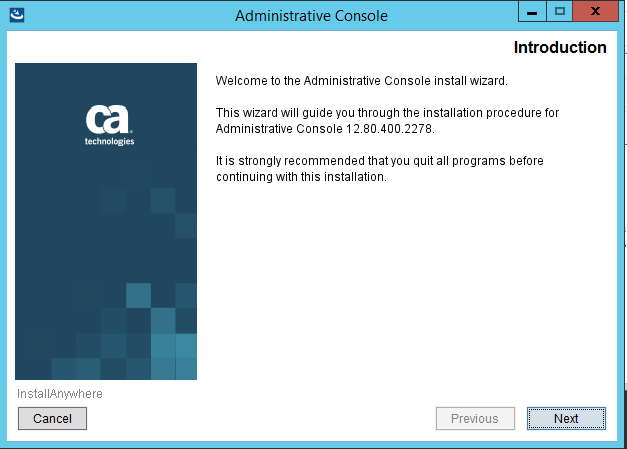 Administrative Console
Introduction
ca
technologies
Welcome to the Administrative Console install wizard.
This wizard will guide you through the installation procedure for
Administrative Console 12.80.400.2278.
It is strongly recommended that you quit all programs before
continuing with this installation.
InstallAnywhere
Cancel
Previous
Next